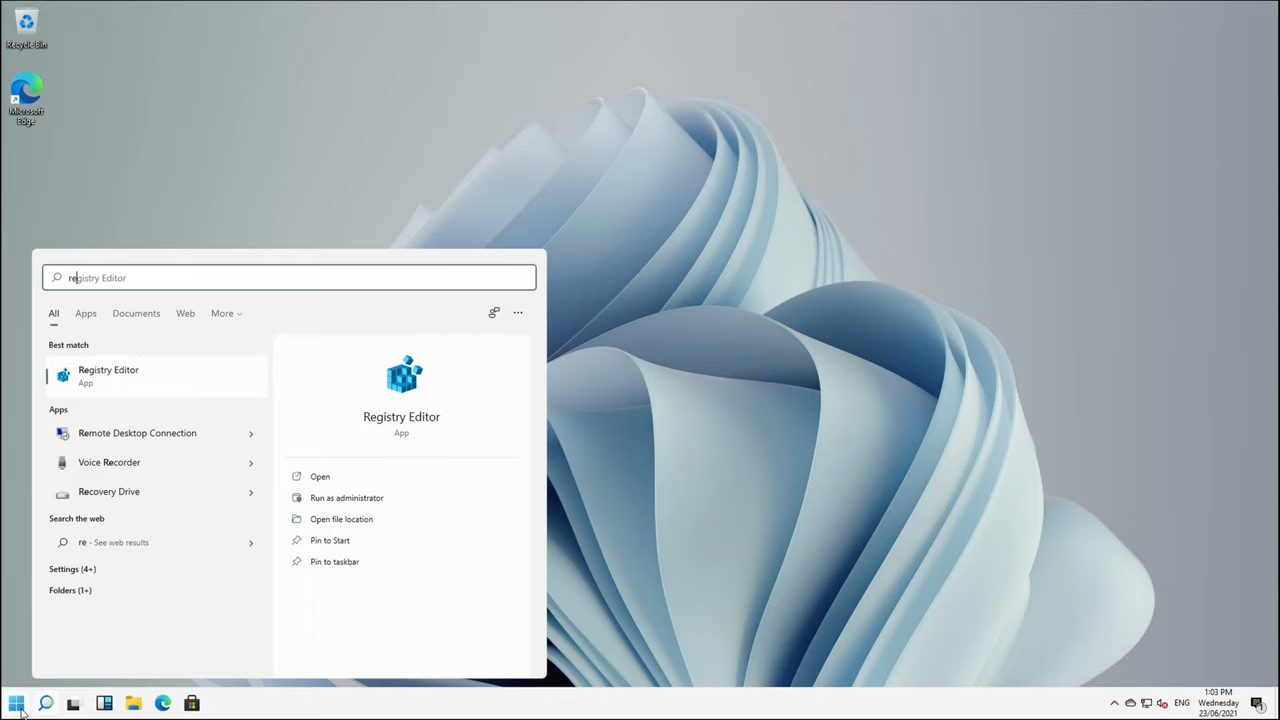 Recycle Bin
Microsoft
Edge
registry Editor
All Apps Documents Web More
Best match
Registry Editor
App
Apps
Remote Desktop Connection
Voice Recorder
Recovery Drive
Search the web
re - See web results
Settings (4+)
Folders (1+)
Registry Editor
App
Open
Run as administrator
Open file location
Pin to Start
Pin to taskbar
ENG
1:03 PM
Wednesday
23/06/2021
1